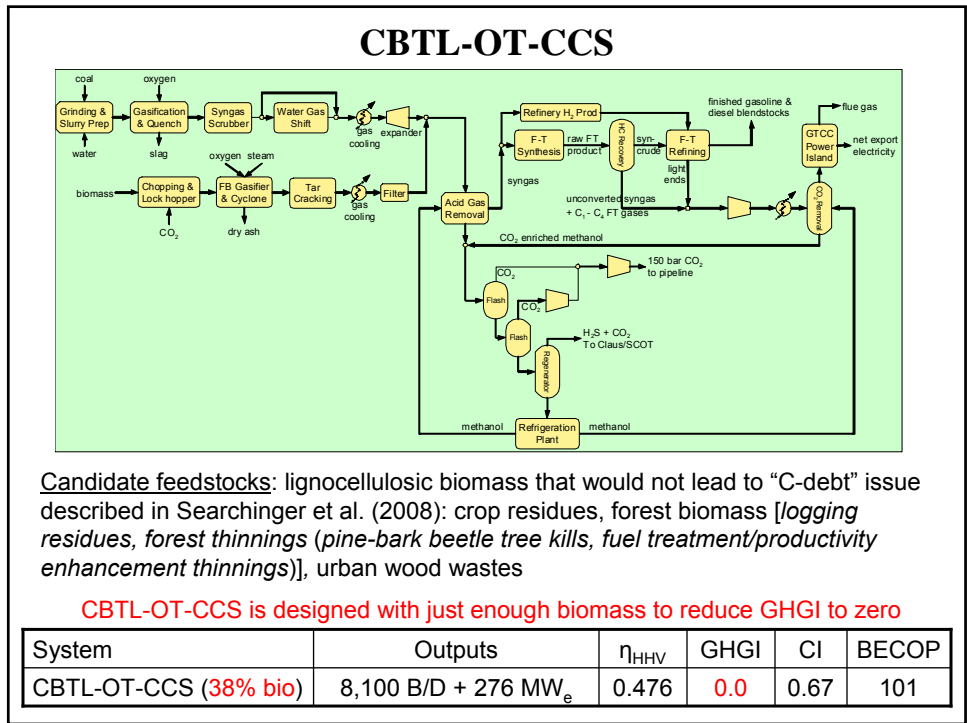 CBTL-OT-CCS
coal
oxygen
Grinding &
Slurry Prep
Gasification
& Quench
Syngas
Scrubber
Water Gas
Shift
gas
cooling
expander
water
slag
oxygen steam
biomass
Chopping &
Lock hopper
FB Gasifier
& Cyclone
Tar
Cracking
gas
cooling
Filter
CO2
dry ash
Refinery H2 Prod
F-T
Synthesis
raw FT
product
HC Recovery
syn-
crude
F-T
Refining
finished gasoline &
diesel blendstocks
GTCC
Power
Island
flue gas
net export
electricity
syngas
light
ends
Acid Gas
Removal
unconverted syngas
+ C1 - C4 FT gases
CO2 Removal
CO2 enriched methanol
CO2
150 bar CO2
to pipeline
Flash
CO2
Flash
H2S + CO2
To Claus/SCOT
Regenerator
methanol
Refrigeration
Plant
methanol
Candidate feedstocks: lignocellulosic biomass that would not lead to “C-debt” issue
described in Searchinger et al. (2008): crop residues, forest biomass [logging
residues, forest thinnings (pine-bark beetle tree kills, fuel treatment/productivity
enhancement thinnings)], urban wood wastes
CBTL-OT-CCS is designed with just enough biomass to reduce GHGI to zero
System Outputs ηHHV GHGI CI BECOP
CBTL-OT-CCS (38% bio) 8,100 B/D + 276 MWe 0.476 0.0 0.67 101